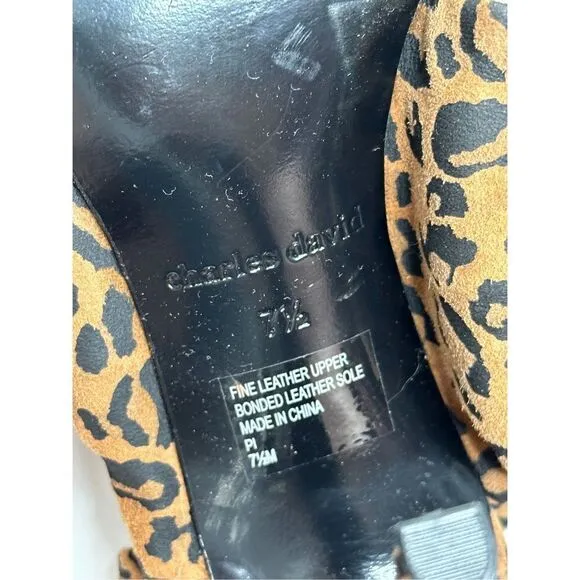 charles david
7½
FINE LEATHER UPPER
BONDED LEATHER SOLE
MADE IN CHINA
PI
7½M